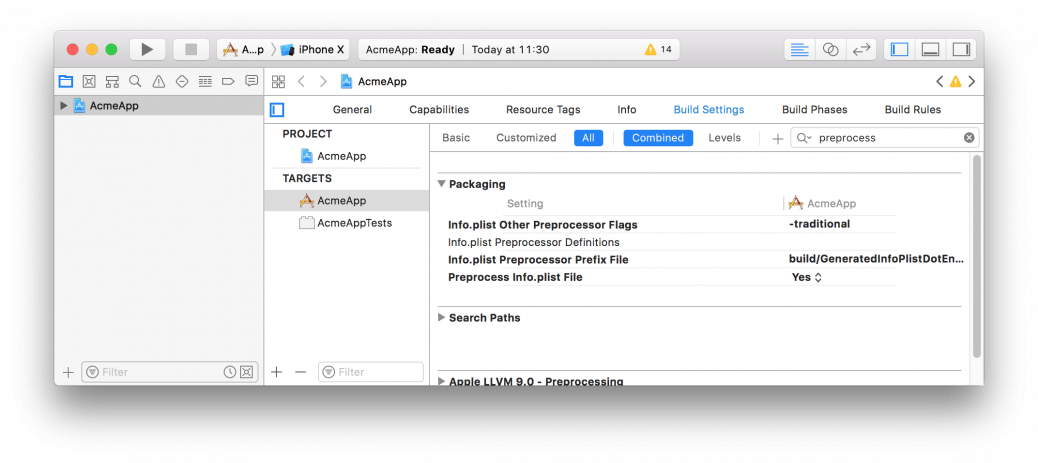 A...p 〉 iPhone X
AcmeApp: Ready | Today at 11:30
14
AcmeApp
AcmeApp
General Capabilities Resource Tags Info Build Settings Build Phases Build Rules
PROJECT
AcmeApp
TARGETS
AcmeApp
AcmeAppTests
Basic Customized All Combined Levels + preprocess
Packaging
Setting AcmeApp
Info.plist Other Preprocessor Flags -traditional
Info.plist Preprocessor Definitions
Info.plist Preprocessor Prefix File build/GeneratedInfoPlistDotEn...
Preprocess Info.plist File Yes
Search Paths
Apple LLVM 9.0 - Preprocessing
+ Filter
+ − Filter